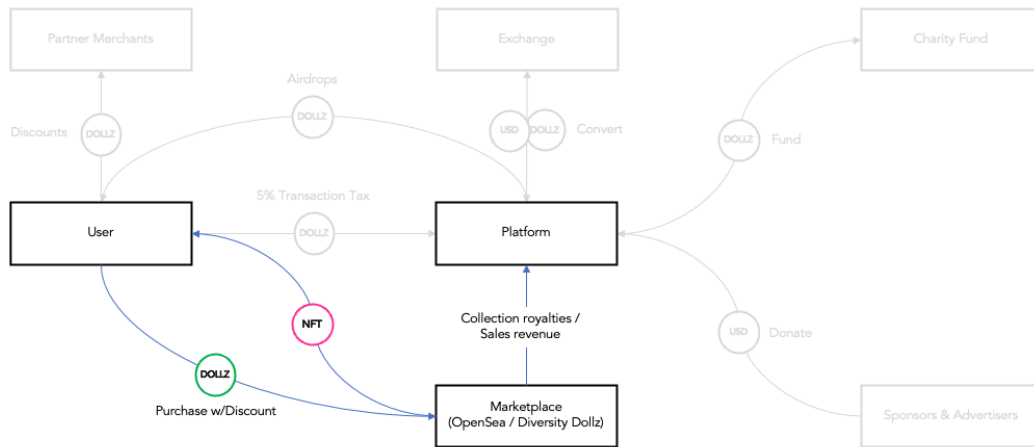 Partner Merchants
Exchange
Charity Fund
Airdrops
DOLLZ
Discounts
DOLLZ
USD
DOLLZ
Convert
DOLLZ
Fund
5% Transaction Tax
User
DOLLZ
Platform
NFT
Collection royalties /
Sales revenue
USD
Donate
DOLLZ
Purchase w/Discount
Marketplace
(OpenSea / Diversity Dollz)
Sponsors & Advertisers